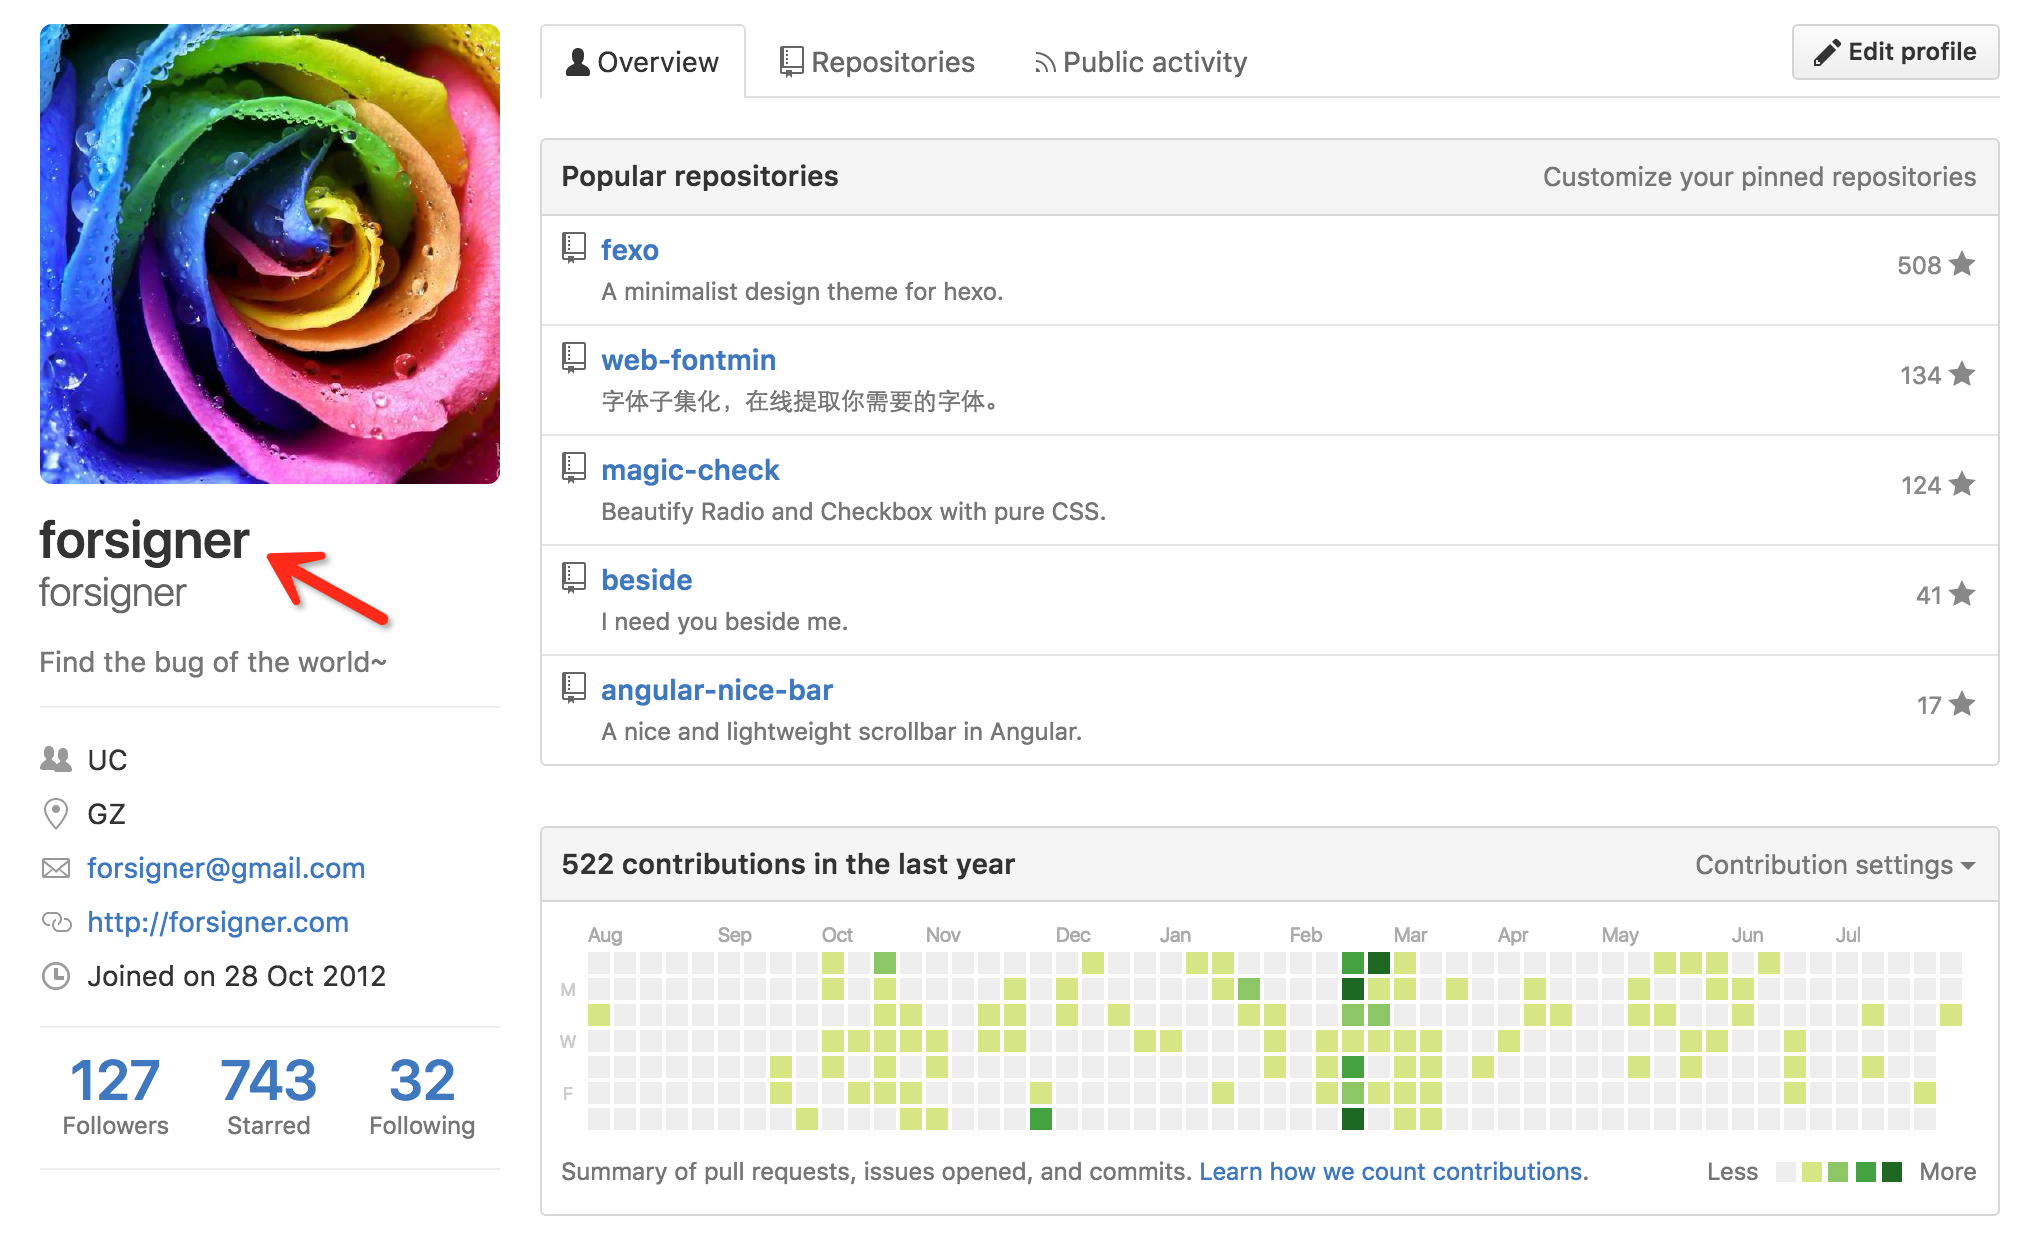 Overview
Repositories
Public activity
Edit profile
forsigner
forsigner
Find the bug of the world~
UC
GZ
forsigner@gmail.com
http://forsigner.com
Joined on 28 Oct 2012
127 743 32
Followers Starred Following
Popular repositories
Customize your pinned repositories
fexo
508
A minimalist design theme for hexo.
web-fontmin
134
字体子集化，在线提取你需要的字体。
magic-check
124
Beautify Radio and Checkbox with pure CSS.
beside
41
I need you beside me.
angular-nice-bar
17
A nice and lightweight scrollbar in Angular.
522 contributions in the last year
Contribution settings
Aug Sep Oct Nov Dec Jan Feb Mar Apr May Jun Jul
M
W
F
Summary of pull requests, issues opened, and commits. Learn how we count contributions.
Less More